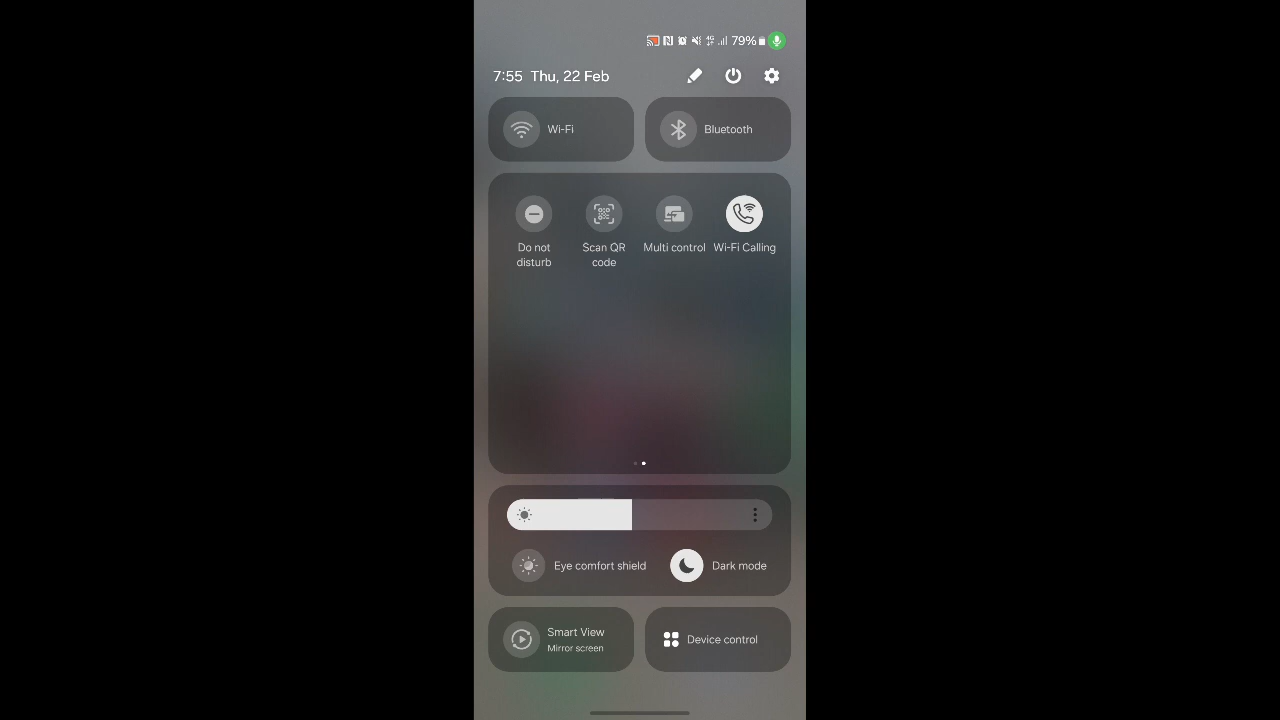 79%
7:55 Thu, 22 Feb
Wi-Fi
Bluetooth
Do not
disturb
Scan QR
code
Multi control
Wi-Fi Calling
Eye comfort shield
Dark mode
Smart View
Mirror screen
Device control